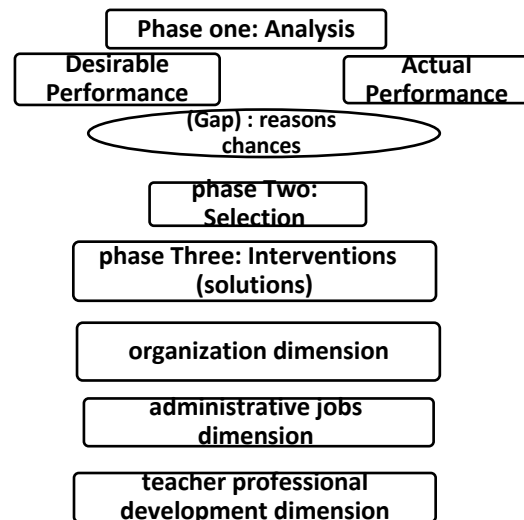 Phase one: Analysis
Desirable
Performance
Actual
Performance
(Gap) : reasons
chances
phase Two:
Selection
phase Three: Interventions
(solutions)
organization dimension
administrative jobs
dimension
teacher professional
development dimension